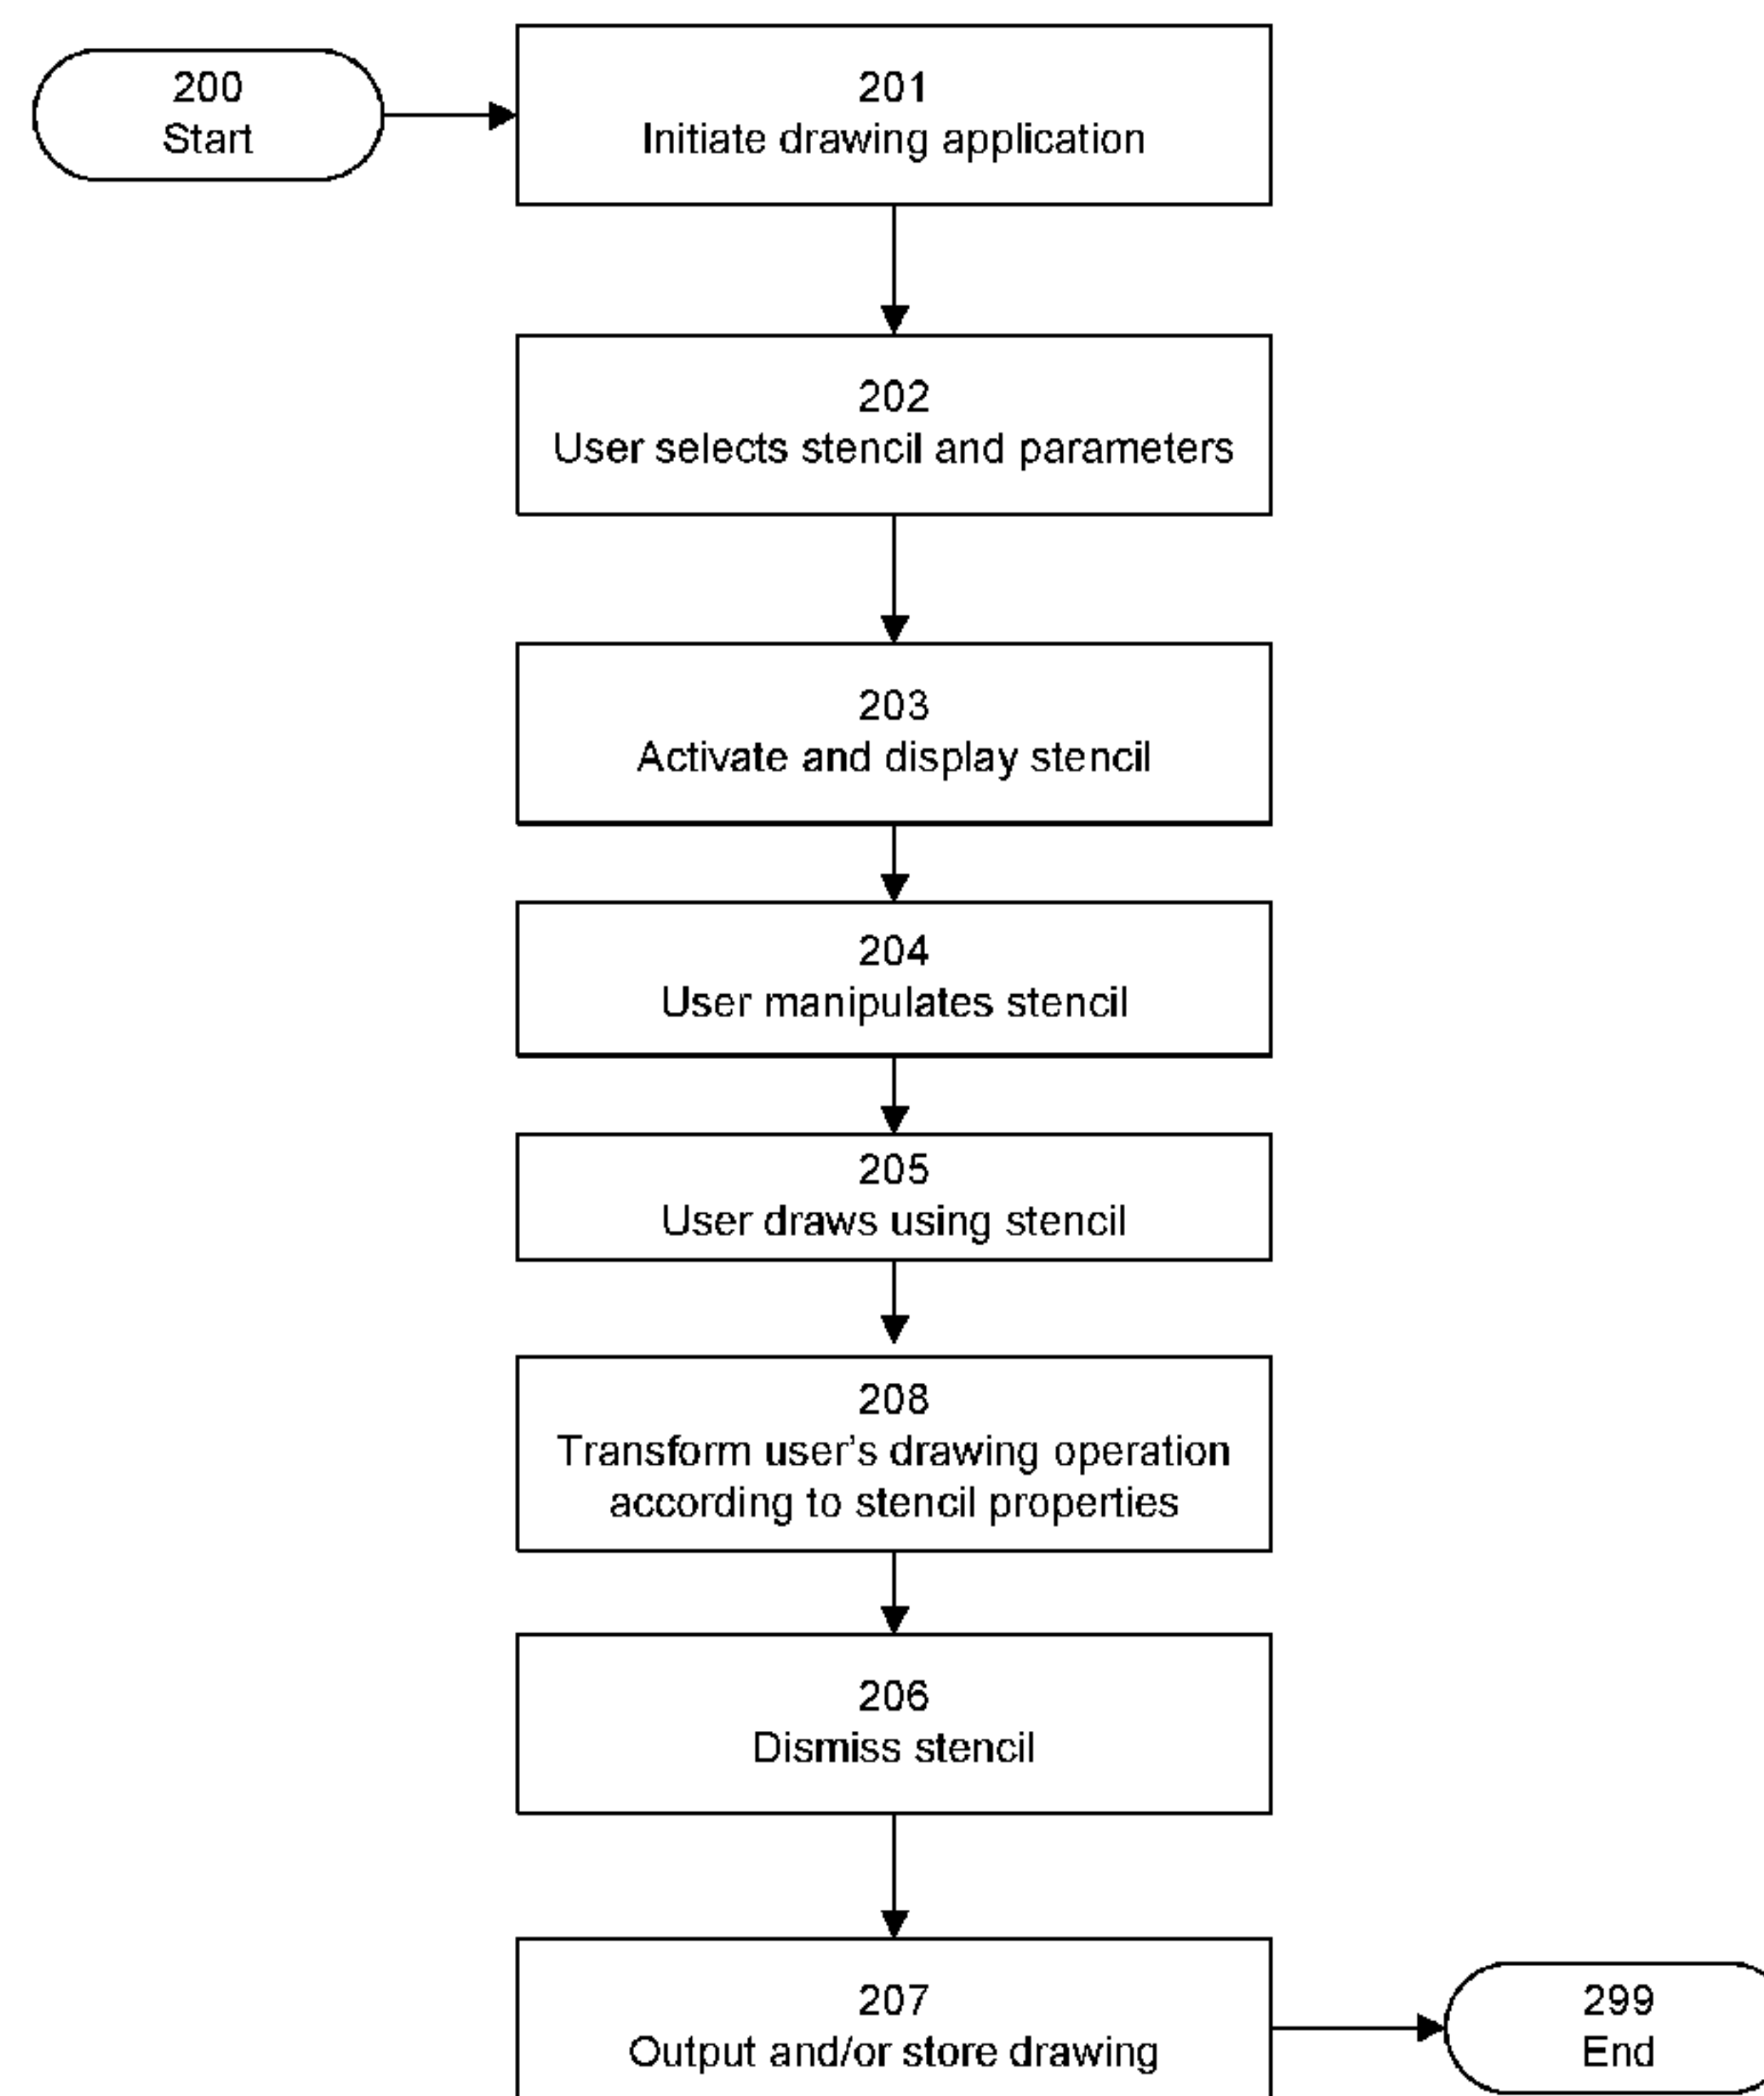 200
Start
201
Initiate drawing application
202
User selects stencil and parameters
203
Activate and display stencil
204
User manipulates stencil
205
User draws using stencil
208
Transform user's drawing operation
according to stencil properties
206
Dismiss stencil
207
Output and/or store drawing
299
End